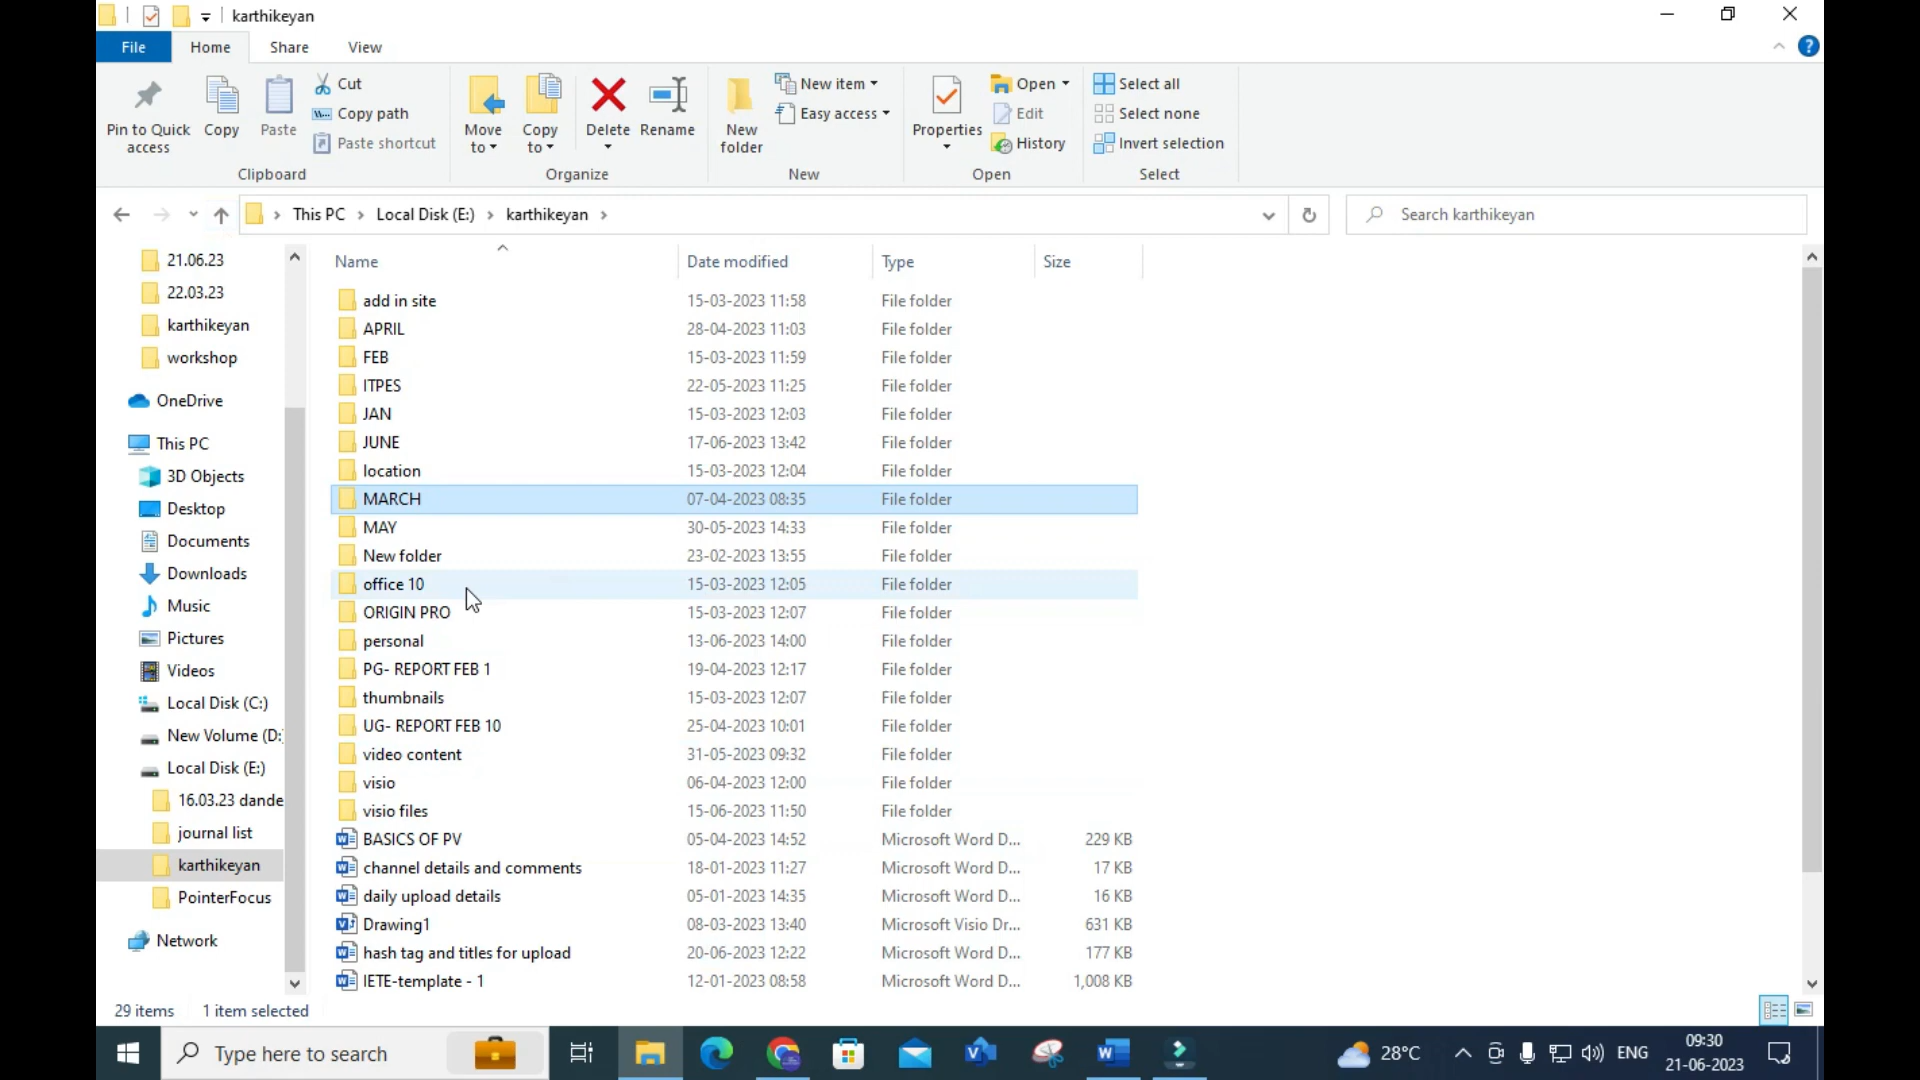 karthikeyan
File Home Share View
Pin to Quick access
Copy
Paste
Cut
Copy path
Paste shortcut
Clipboard
Move to
Copy to
Delete
Rename
Organize
New folder
New item
Easy access
New
Properties
Open
Edit
History
Open
Select all
Select none
Invert selection
Select
This PC > Local Disk (E:) > karthikeyan >
Search karthikeyan
21.06.23
22.03.23
karthikeyan
workshop
OneDrive
This PC
3D Objects
Desktop
Documents
Downloads
Music
Pictures
Videos
Local Disk (C:)
New Volume (D:
Local Disk (E:)
16.03.23 dande
journal list
karthikeyan
PointerFocus
Network
Name Date modified Type Size
add in site 15-03-2023 11:58 File folder
APRIL 28-04-2023 11:03 File folder
FEB 15-03-2023 11:59 File folder
ITPES 22-05-2023 11:25 File folder
JAN 15-03-2023 12:03 File folder
JUNE 17-06-2023 13:42 File folder
location 15-03-2023 12:04 File folder
MARCH 07-04-2023 08:35 File folder
MAY 30-05-2023 14:33 File folder
New folder 23-02-2023 13:55 File folder
office 10 15-03-2023 12:05 File folder
ORIGIN PRO 15-03-2023 12:07 File folder
personal 13-06-2023 14:00 File folder
PG- REPORT FEB 1 19-04-2023 12:17 File folder
thumbnails 15-03-2023 12:07 File folder
UG- REPORT FEB 10 25-04-2023 10:01 File folder
video content 31-05-2023 09:32 File folder
visio 06-04-2023 12:00 File folder
visio files 15-06-2023 11:50 File folder
BASICS OF PV 05-04-2023 14:52 Microsoft Word D... 229 KB
channel details and comments 18-01-2023 11:27 Microsoft Word D... 17 KB
daily upload details 05-01-2023 14:35 Microsoft Word D... 16 KB
Drawing1 08-03-2023 13:40 Microsoft Visio Dr... 631 KB
hash tag and titles for upload 20-06-2023 12:22 Microsoft Word D... 177 KB
IETE-template - 1 12-01-2023 08:58 Microsoft Word D... 1,008 KB
29 items 1 item selected
Type here to search
28°C
ENG
09:30
21-06-2023